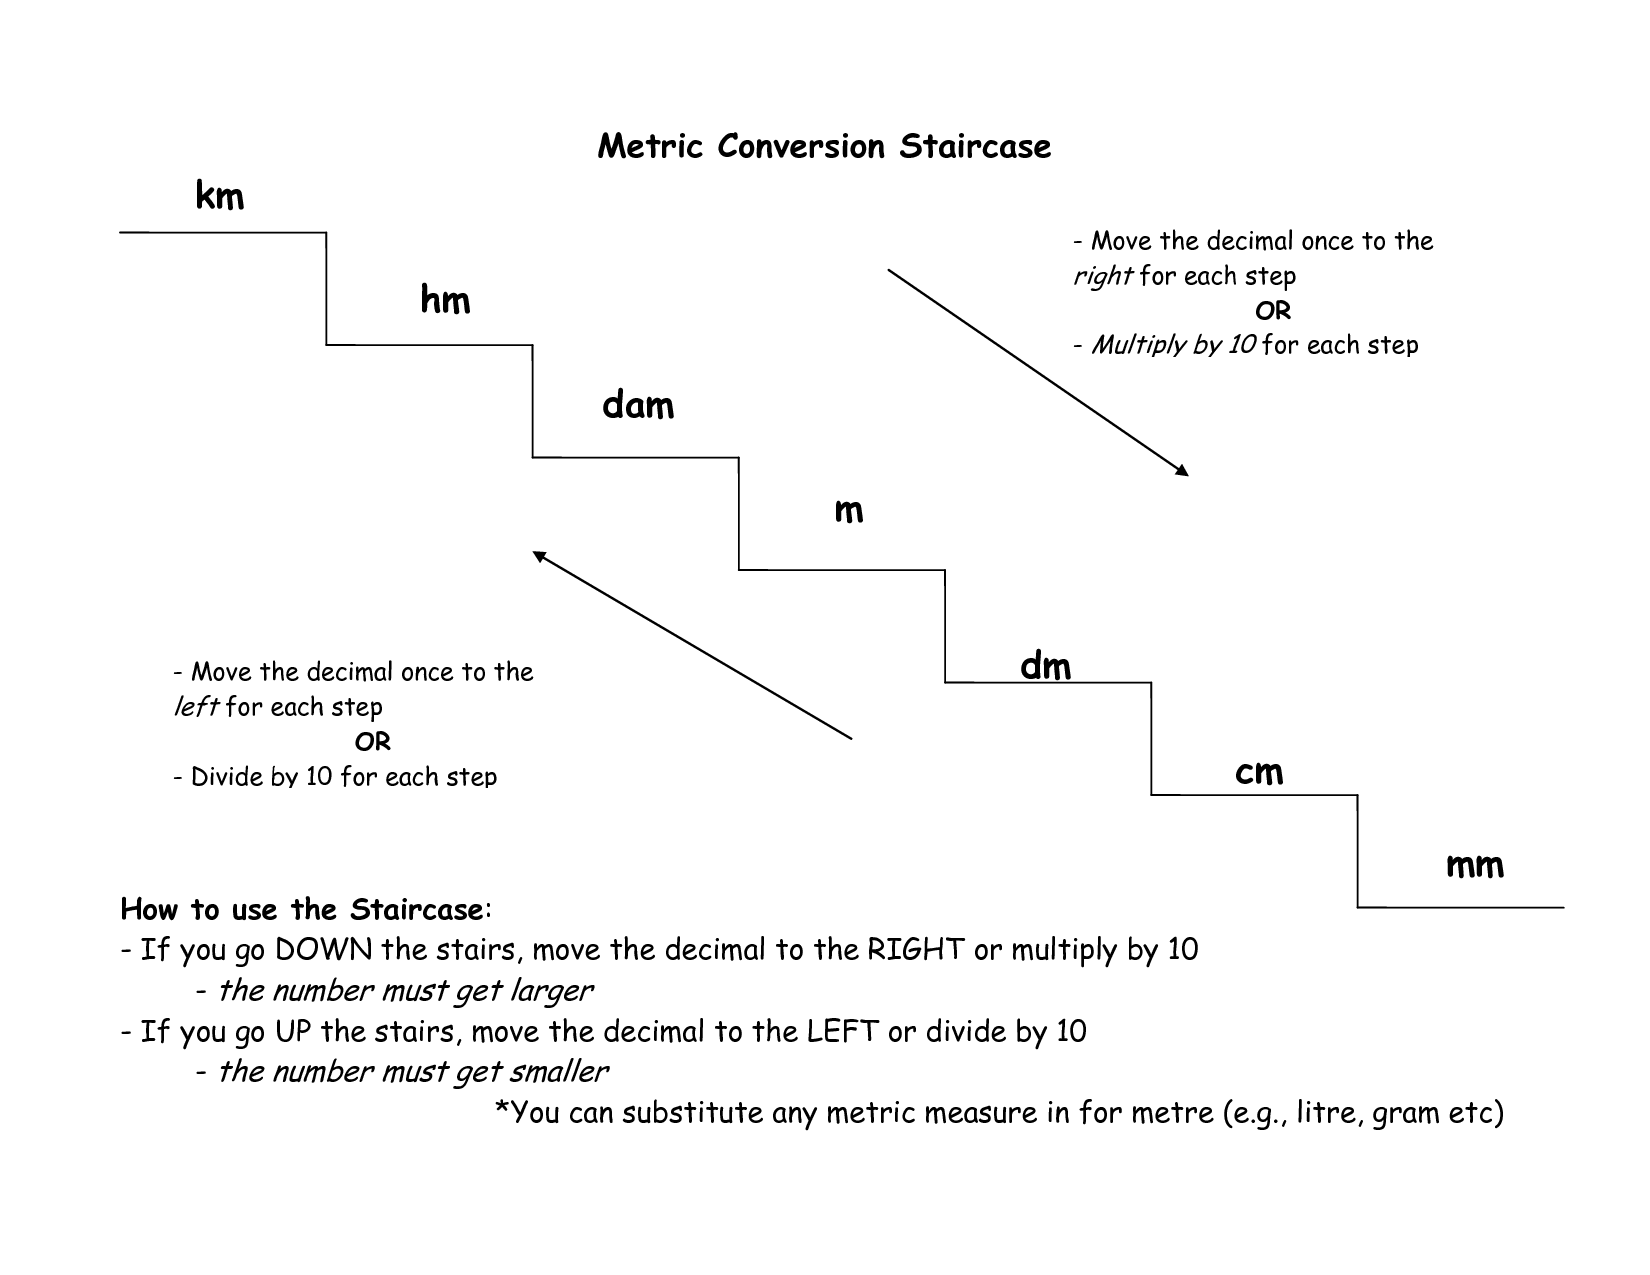 Metric Conversion Staircase
km
- Move the decimal once to the
right for each step
OR
- Multiply by 10 for each step
hm
dam
m
- Move the decimal once to the
left for each step
OR
- Divide by 10 for each step
dm
cm
mm
How to use the Staircase:
- If you go DOWN the stairs, move the decimal to the RIGHT or multiply by 10
- the number must get larger
- If you go UP the stairs, move the decimal to the LEFT or divide by 10
- the number must get smaller
*You can substitute any metric measure in for metre (e.g., litre, gram etc)